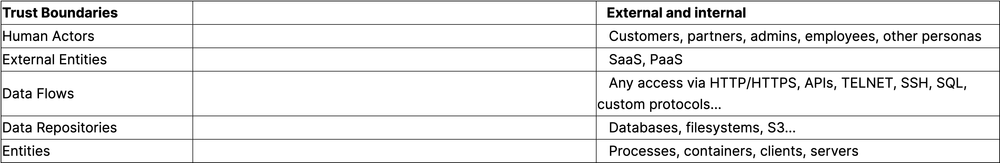 Trust Boundaries External and internal
Human Actors Customers, partners, admins, employees, other personas
External Entities SaaS, PaaS
Data Flows Any access via HTTP/HTTPS, APIs, TELNET, SSH, SQL,
custom protocols...
Data Repositories Databases, filesystems, S3...
Entities Processes, containers, clients, servers